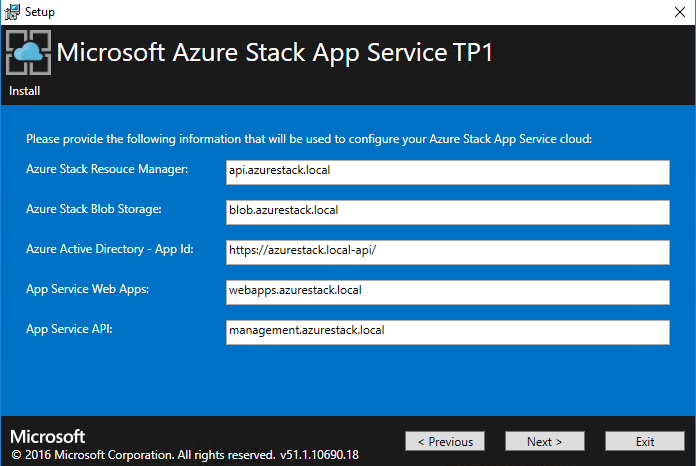 Setup
Microsoft Azure Stack App Service TP1
Install
Please provide the following information that will be used to configure your Azure Stack App Service cloud:
Azure Stack Resouce Manager: api.azurestack.local
Azure Stack Blob Storage: blob.azurestack.local
Azure Active Directory - App Id: https://azurestack.local-api/
App Service Web Apps: webapps.azurestack.local
App Service API: management.azurestack.local
Microsoft
© 2016 Microsoft Corporation. All rights reserved. v51.1.10690.18
< Previous Next > Exit